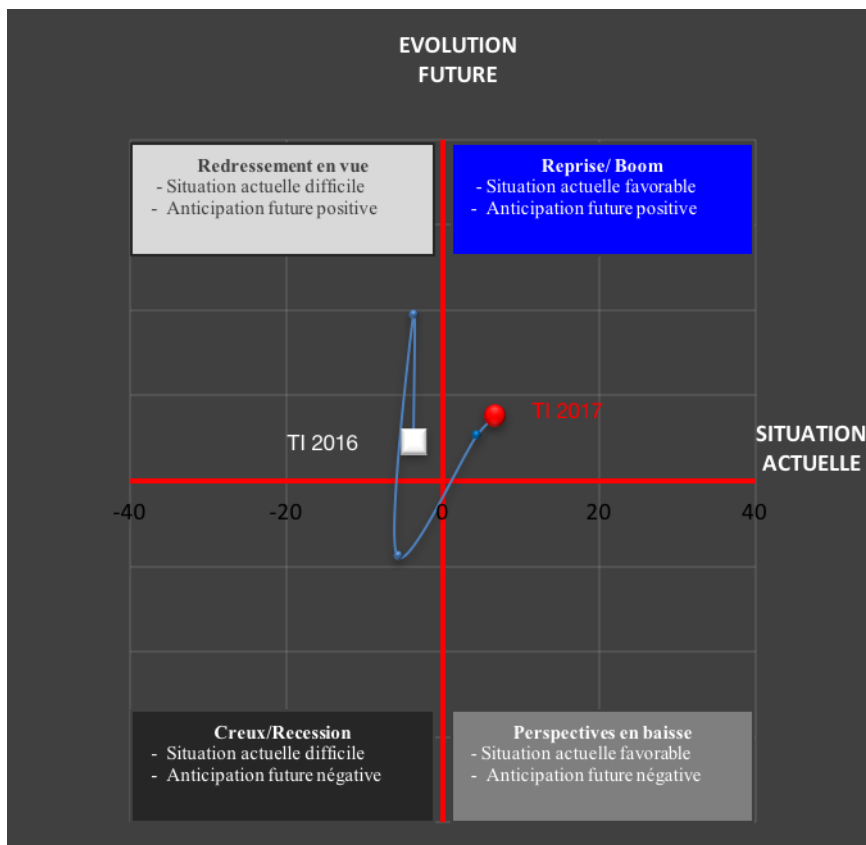 EVOLUTION
FUTURE
Redressement en vue
- Situation actuelle difficile
- Anticipation future positive
Reprise/ Boom
- Situation actuelle favorable
- Anticipation future positive
TI 2016
TI 2017
SITUATION
ACTUELLE
-40
-20
0
20
40
Creux/Recession
- Situation actuelle difficile
- Anticipation future négative
Perspectives en baisse
- Situation actuelle favorable
- Anticipation future négative